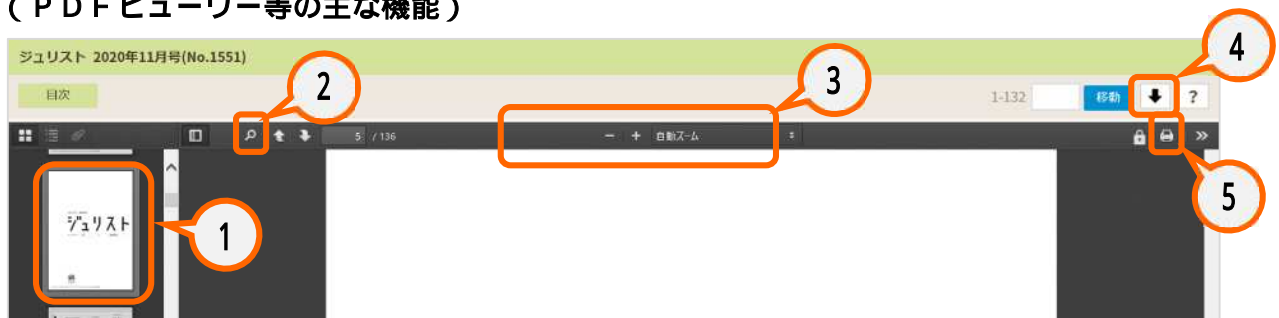 (PDFビューワー等の主な機能)
ジュリスト 2020年11月号(No.1551)
目次
1-132 移動 ?
5 / 136
自動ズーム
ジュリスト
1
2
3
4
5